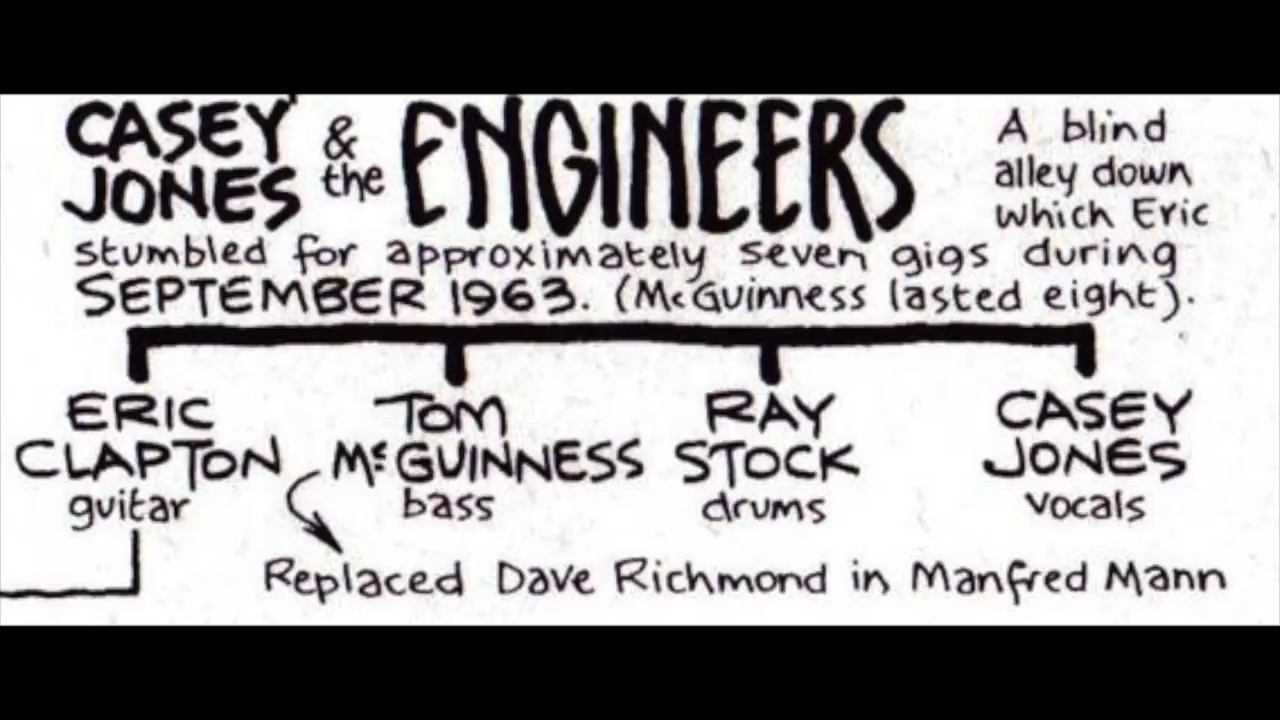 CASEY JONES & the ENGINEERS
A blind
alley down
which Eric
stumbled for approximately seven gigs during
SEPTEMBER 1963. (McGuinness lasted eight).
ERIC CLAPTON
guitar
TOM McGUINNESS
bass
RAY STOCK
drums
CASEY JONES
vocals
Replaced Dave Richmond in Manfred Mann